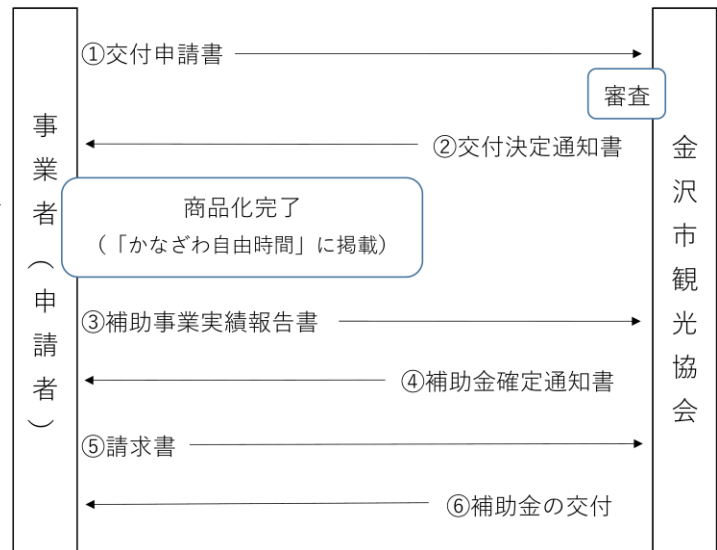 ①交付申請書
審査
②交付決定通知書
事業者（申請者）
商品化完了
（「かなざわ自由時間」に掲載）
金沢市観光協会
③補助事業実績報告書
④補助金確定通知書
⑤請求書
⑥補助金の交付